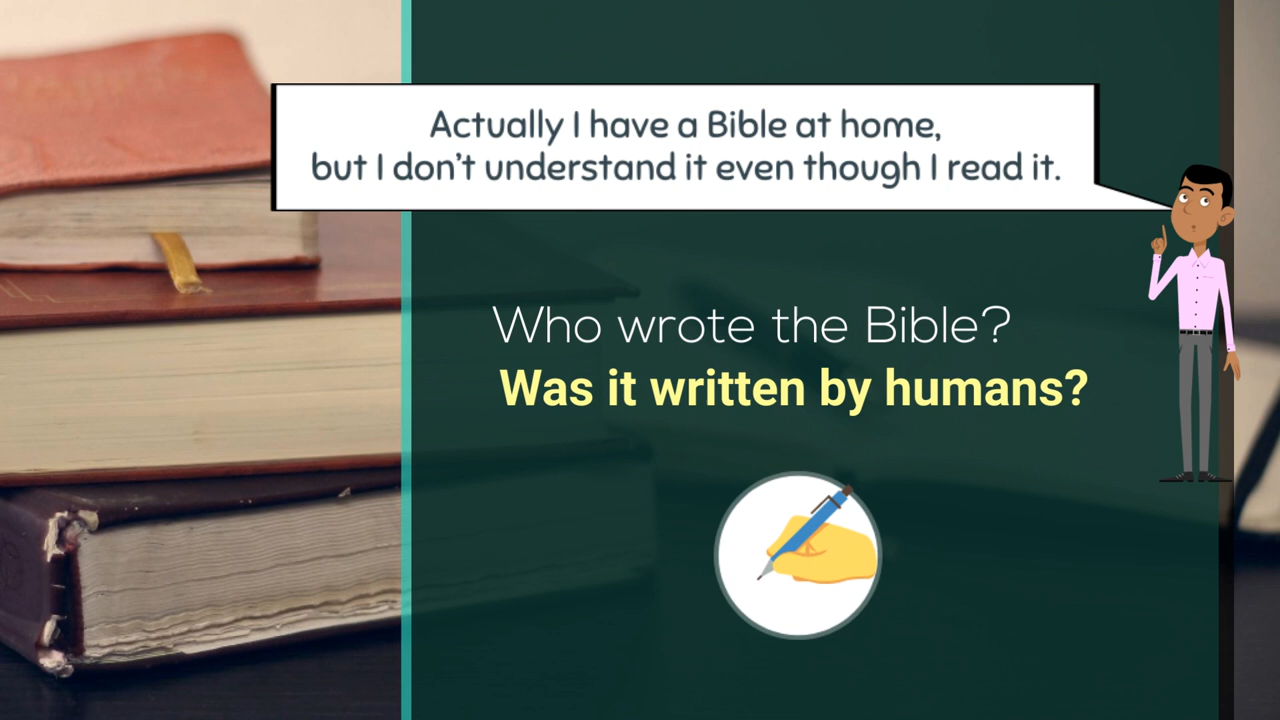 Actually I have a Bible at home,
but I don't understand it even though I read it.
Who wrote the Bible?
Was it written by humans?